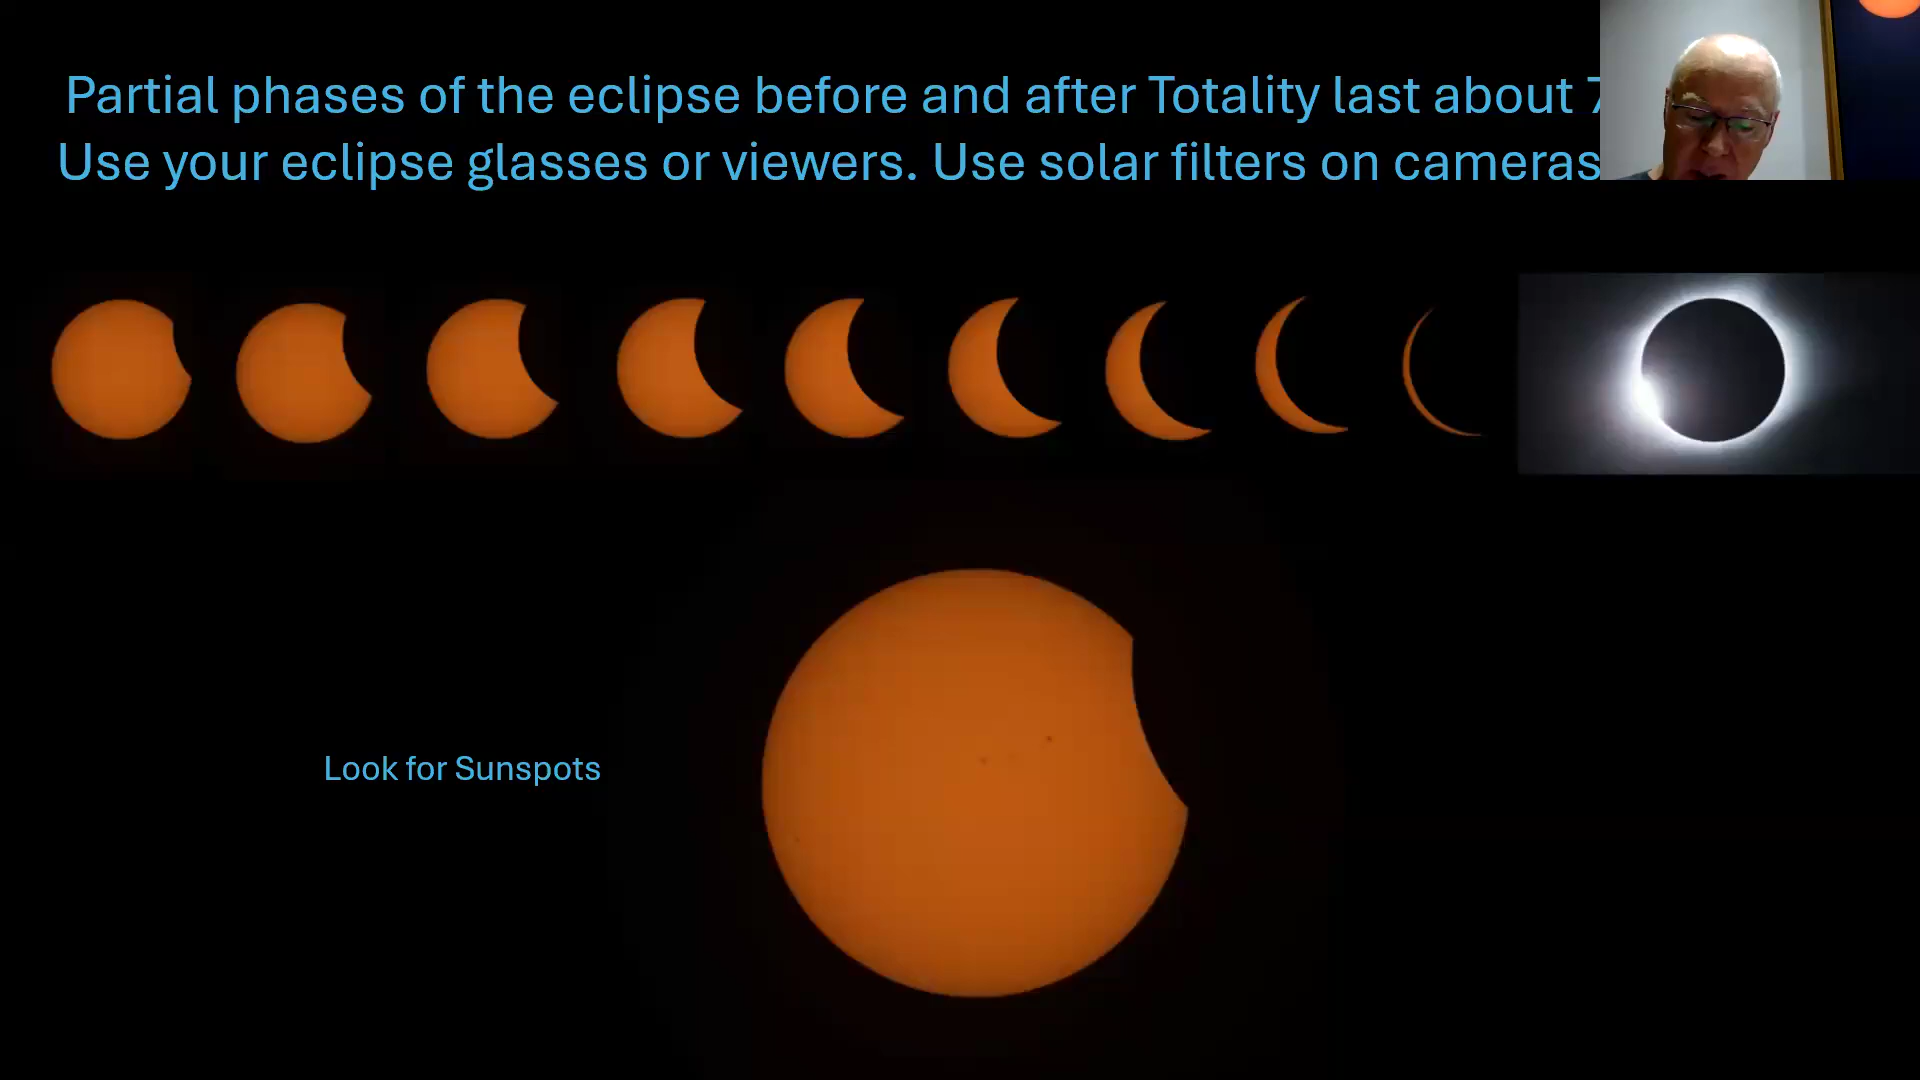 Partial phases of the eclipse before and after Totality last about
Use your eclipse glasses or viewers. Use solar filters on cameras
Look for Sunspots